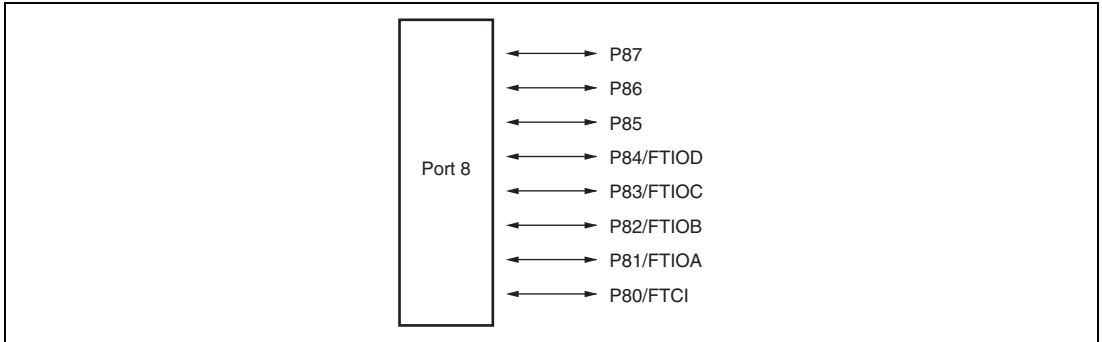 Port 8
P87
P86
P85
P84/FTIOD
P83/FTIOC
P82/FTIOB
P81/FTIOA
P80/FTCI